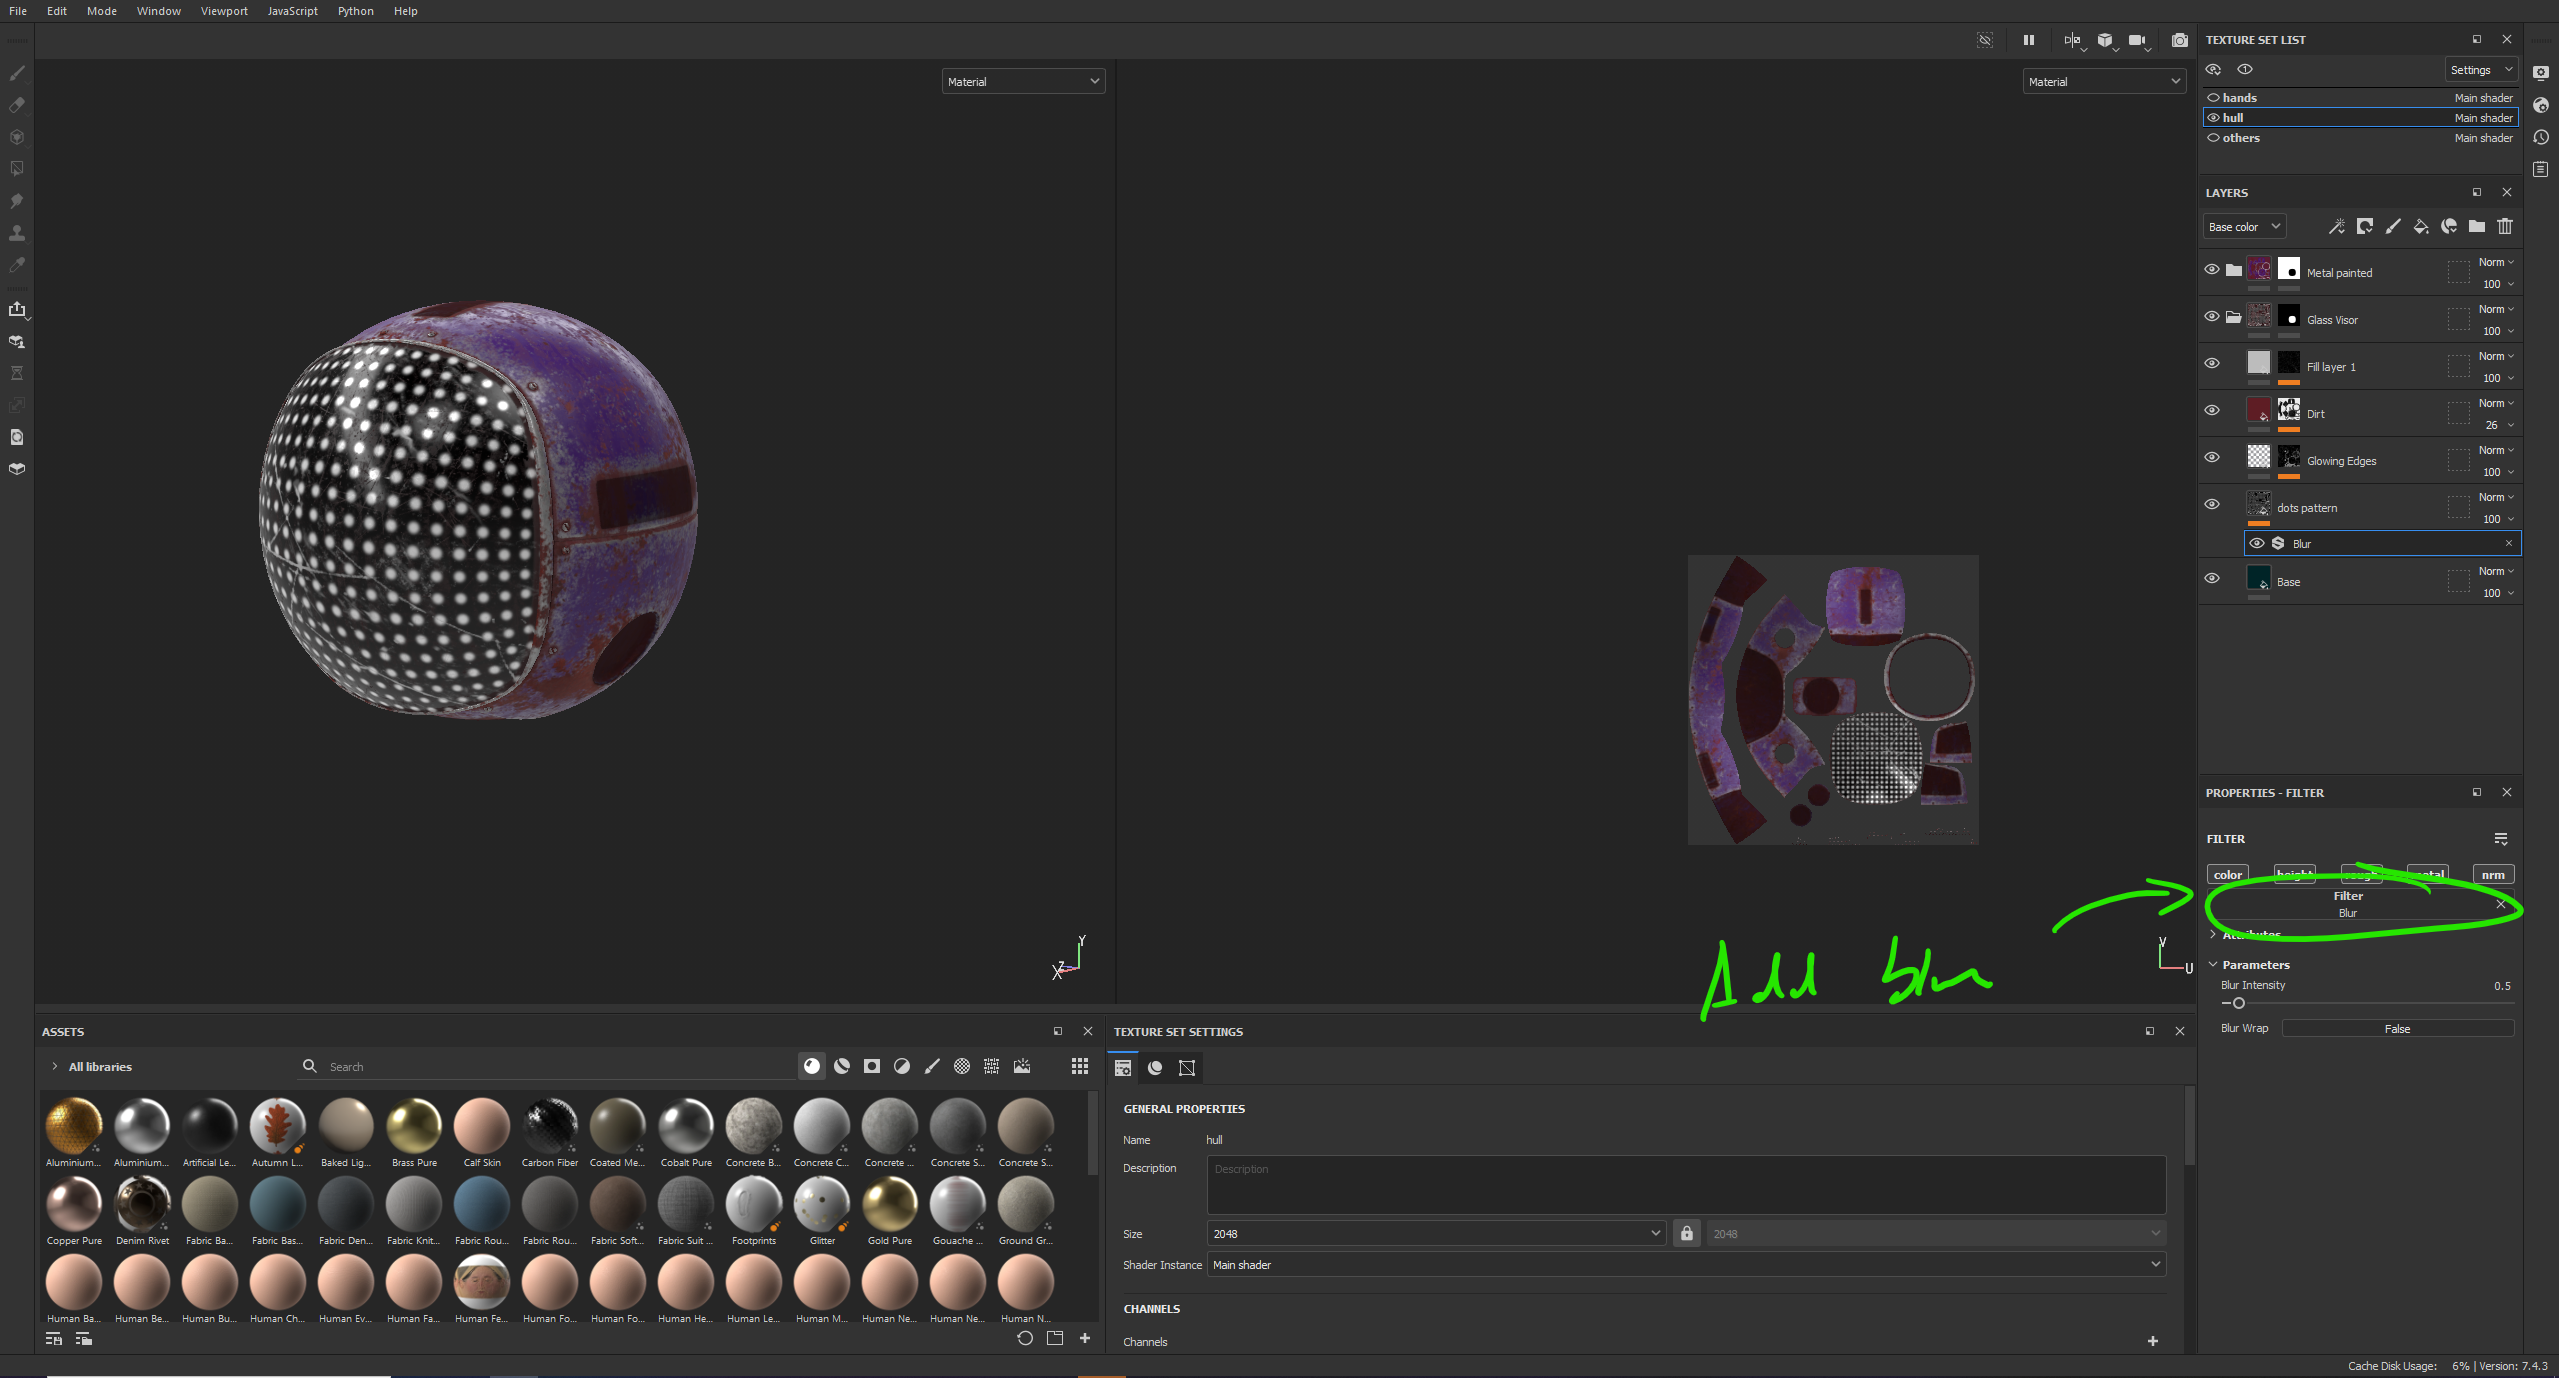 File Edit Mode Window Viewport JavaScript Python Help
Material
Material
TEXTURE SET LIST
Settings
hands Main shader
hull Main shader
others Main shader
LAYERS
Base color
Metal painted Norm 100
Glass Visor Norm 100
Fill layer 1 Norm 100
Dirt Norm 26
Glowing Edges Norm 100
dots pattern Norm 100
Blur
Base Norm 100
Y
Z
X
V
U
Add blur
PROPERTIES - FILTER
FILTER
color height rough metal nrm
Filter
Blur
Attributes
Parameters
Blur Intensity 0.5
Blur Wrap False
ASSETS
All libraries Search
Aluminium... Aluminium... Artificial Le... Autumn L... Baked Lig... Brass Pure Calf Skin Carbon Fiber Coated Me... Cobalt Pure Concrete B... Concrete C... Concrete ... Concrete S... Concrete S...
Copper Pure Denim Rivet Fabric Ba... Fabric Bas... Fabric Den... Fabric Knit... Fabric Rou... Fabric Rou... Fabric Soft... Fabric Suit ... Footprints Glitter Gold Pure Gouache ... Ground Gr...
Human Ba... Human Be... Human Bu... Human Ch... Human Ev... Human Fa... Human Fe... Human Fo... Human Fo... Human He... Human Le... Human M... Human Ne... Human Ne... Human N...
TEXTURE SET SETTINGS
GENERAL PROPERTIES
Name hull
Description Description
Size 2048 2048
Shader Instance Main shader
CHANNELS
Channels
Cache Disk Usage: 6% | Version: 7.4.3